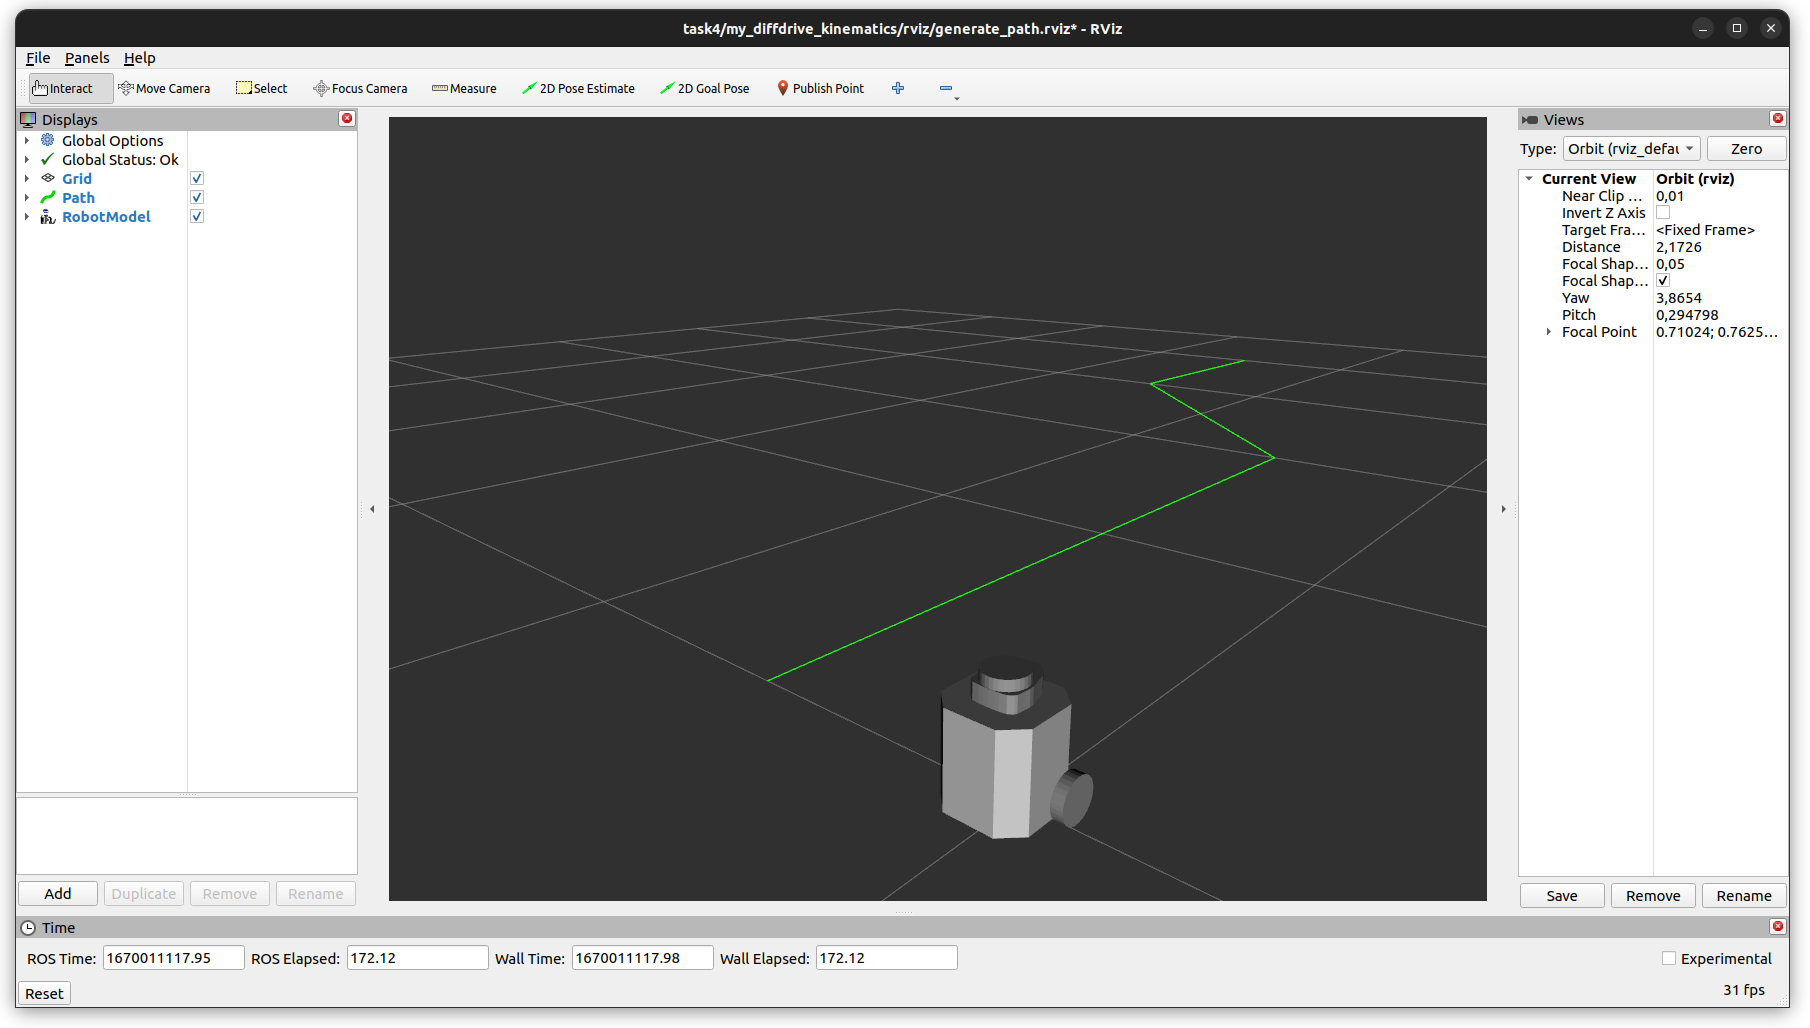 task4/my_diffdrive_kinematics/rviz/generate_path.rviz* - RViz
File Panels Help
Interact Move Camera Select Focus Camera Measure 2D Pose Estimate 2D Goal Pose Publish Point
Displays
Global Options
Global Status: Ok
Grid
Path
RobotModel
Add Duplicate Remove Rename
Views
Type: Orbit (rviz_defau Zero
Current View Orbit (rviz)
Near Clip ... 0,01
Invert Z Axis
Target Fra... <Fixed Frame>
Distance 2,1726
Focal Shap... 0,05
Focal Shap...
Yaw 3,8654
Pitch 0,294798
Focal Point 0.71024; 0.7625...
Save Remove Rename
Time
ROS Time: 1670011117.95 ROS Elapsed: 172.12 Wall Time: 1670011117.98 Wall Elapsed: 172.12 Experimental
Reset 31 fps